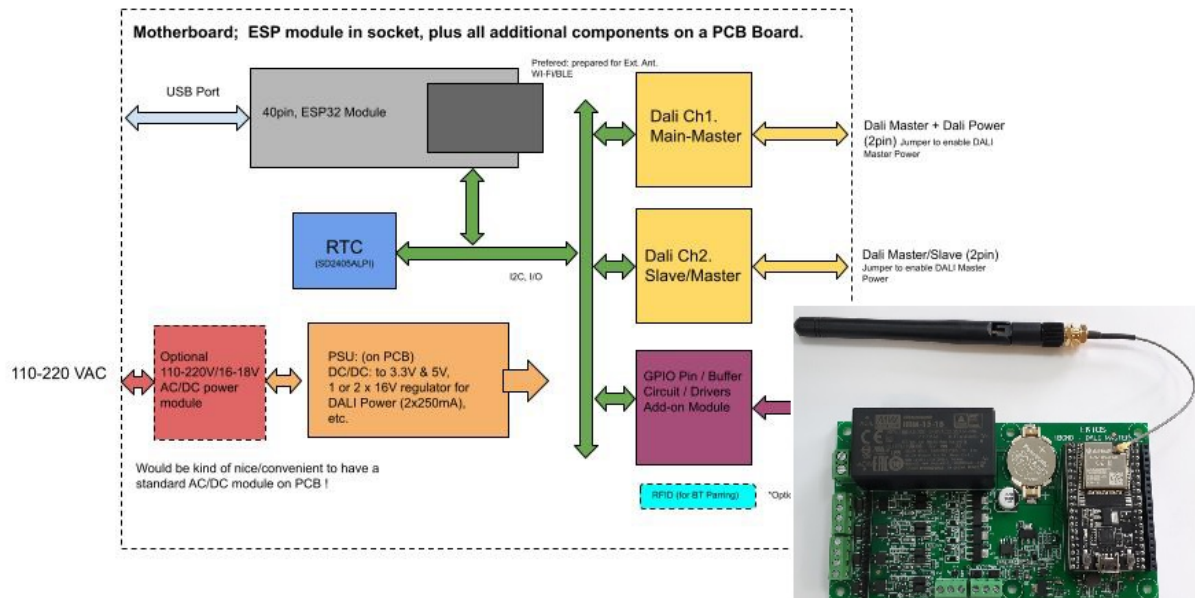 Motherboard; ESP module in socket, plus all additional components on a PCB Board.
Prefered: prepared for Ext. Ant.
WI-Fi/BLE
USB Port
40pin, ESP32 Module
Dali Ch1.
Main-Master
Dali Master + Dali Power
(2pin) Jumper to enable DALI
Master Power
RTC
(SD2405ALPI)
I2C, I/O
Dali Ch2.
Slave/Master
Dali Master/Slave (2pin)
Jumper to enable DALI Master
Power
110-220 VAC
Optional
110-220V/16-18V
AC/DC power
module
PSU: (on PCB)
DC/DC: to 3.3V & 5V,
1 or 2 x 16V regulator for
DALI Power (2x250mA),
etc.
GPIO Pin / Buffer
Circuit / Drivers
Add-on Module
Would be kind of nice/convenient to have a
standard AC/DC module on PCB !
RFID (for BT Parring)
*Optio
DALI MASTER